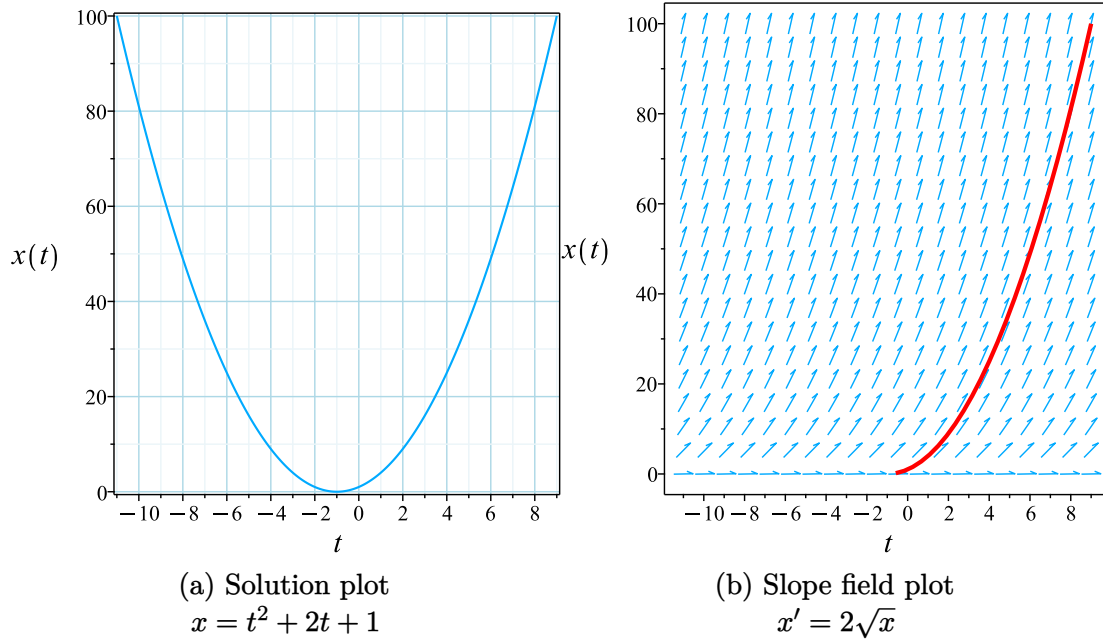 100
80
60
x(t)
40
20
0
−10 −8 −6 −4 −2 0 2 4 6 8
t
(a) Solution plot
x = t² + 2t + 1
100
80
60
x(t)
40
20
0
−10 −8 −6 −4 −2 0 2 4 6 8
t
(b) Slope field plot
x′ = 2√x